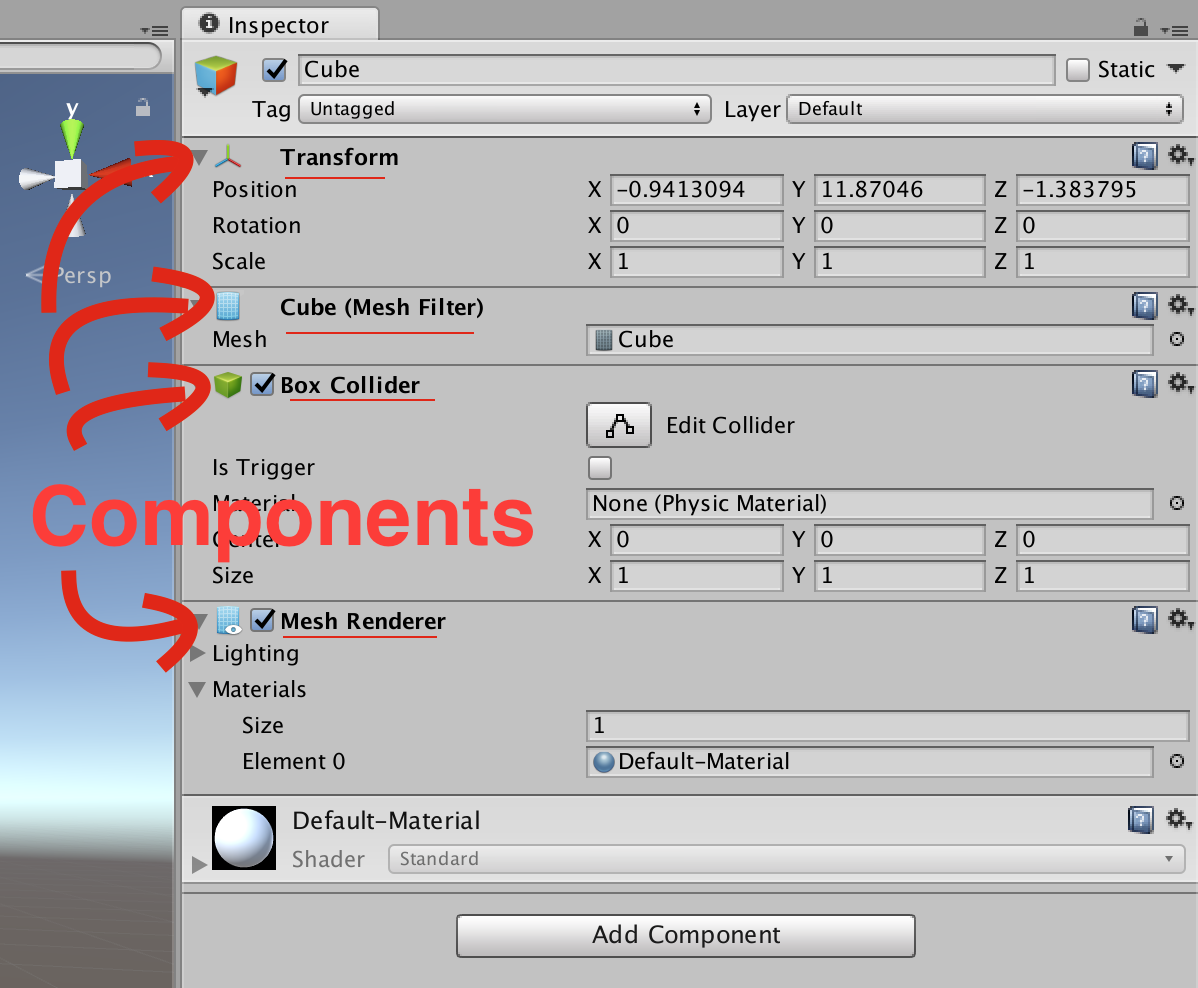 Inspector
Cube
Static
Tag Untagged Layer Default
y
Transform
Position X -0.9413094 Y 11.87046 Z -1.383795
Rotation X 0 Y 0 Z 0
Scale X 1 Y 1 Z 1
Persp
Cube (Mesh Filter)
Mesh Cube
Box Collider
Edit Collider
Is Trigger
Material None (Physic Material)
Components
Center X 0 Y 0 Z 0
Size X 1 Y 1 Z 1
Mesh Renderer
Lighting
Materials
Size 1
Element 0 Default-Material
Default-Material
Shader Standard
Add Component